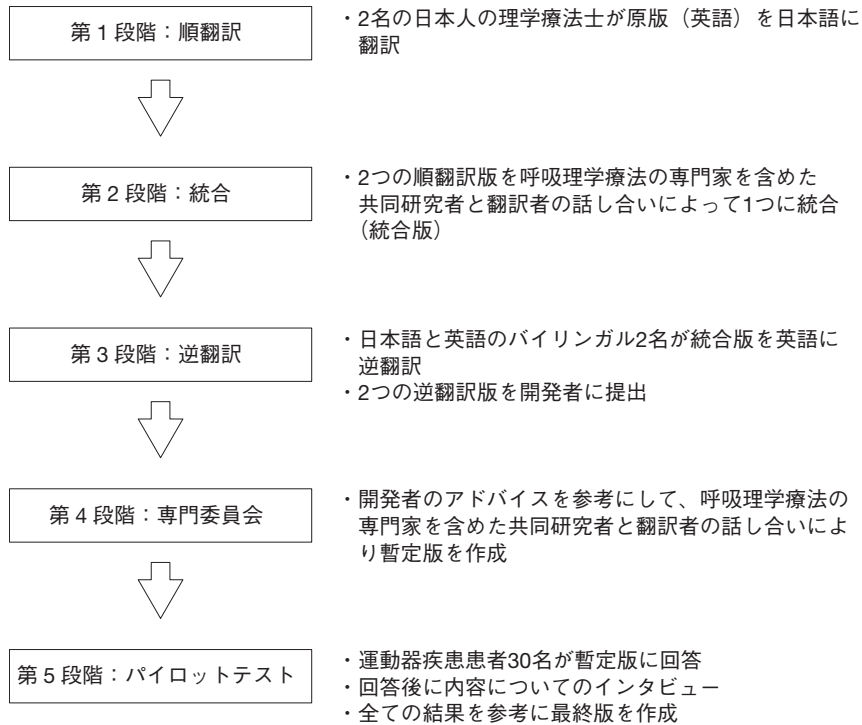 第1段階：順翻訳
・2名の日本人の理学療法士が原版（英語）を日本語に
翻訳
第2段階：統合
・2つの順翻訳版を呼吸理学療法の専門家を含めた
共同研究者と翻訳者の話し合いによって1つに統合
（統合版）
第3段階：逆翻訳
・日本語と英語のバイリンガル2名が統合版を英語に
逆翻訳
・2つの逆翻訳版を開発者に提出
第4段階：専門委員会
・開発者のアドバイスを参考にして、呼吸理学療法の
専門家を含めた共同研究者と翻訳者の話し合いによ
り暫定版を作成
第5段階：パイロットテスト
・運動器疾患患者30名が暫定版に回答
・回答後に内容についてのインタビュー
・全ての結果を参考に最終版を作成